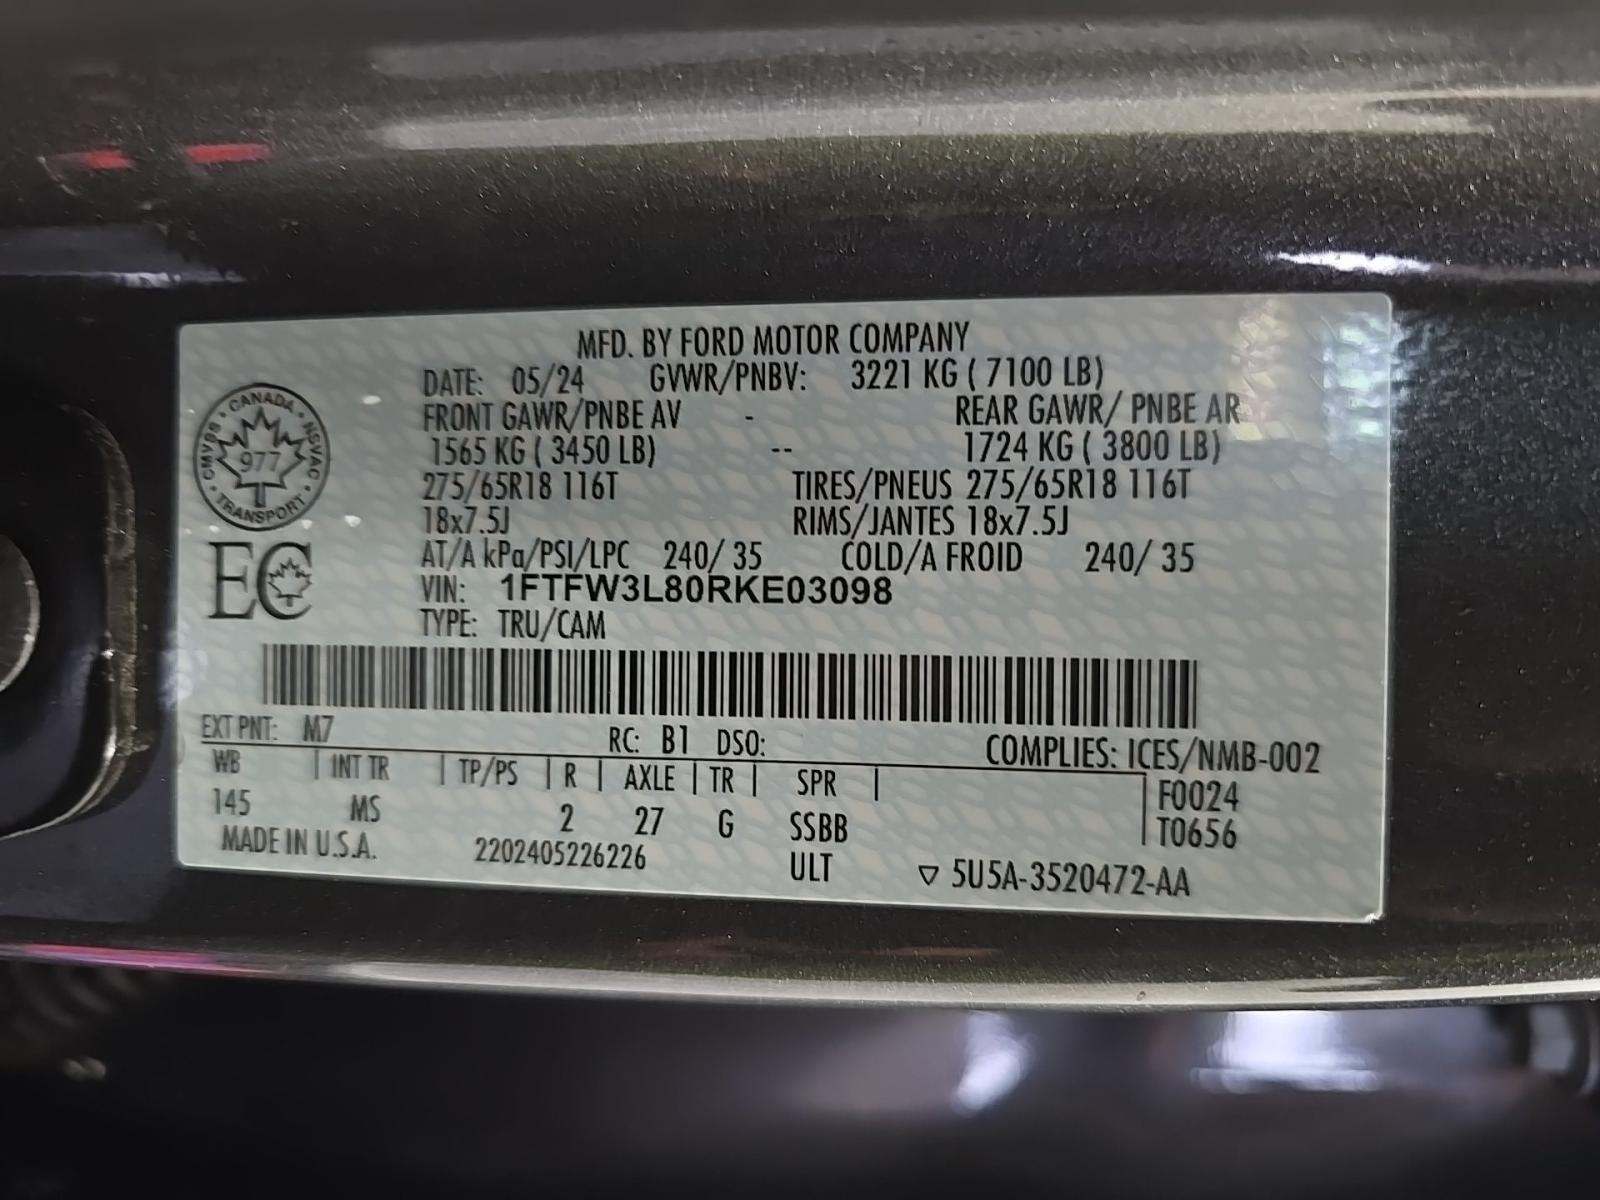 MFD. BY FORD MOTOR COMPANY
DATE: 05/24 GVWR/PNBV: 3221 KG ( 7100 LB)
FRONT GAWR/PNBE AV - REAR GAWR/ PNBE AR
1565 KG ( 3450 LB) -- 1724 KG ( 3800 LB)
275/65R18 116T TIRES/PNEUS 275/65R18 116T
18x7.5J RIMS/JANTES 18x7.5J
AT/A kPa/PSI/LPC 240/ 35 COLD/A FROID 240/ 35
VIN: 1FTFW3L80RKE03098
TYPE: TRU/CAM
CANADA
CMVSS NSVAC
977
TRANSPORT
EC
EXT PNT: M7 RC: B1 DSO:
COMPLIES: ICES/NMB-002
WB | INT TR | TP/PS | R | AXLE | TR | SPR |
145 MS 2 27 G SSBB
F0024
T0656
MADE IN U.S.A. 2202405226226 ULT ▽ 5U5A-3520472-AA